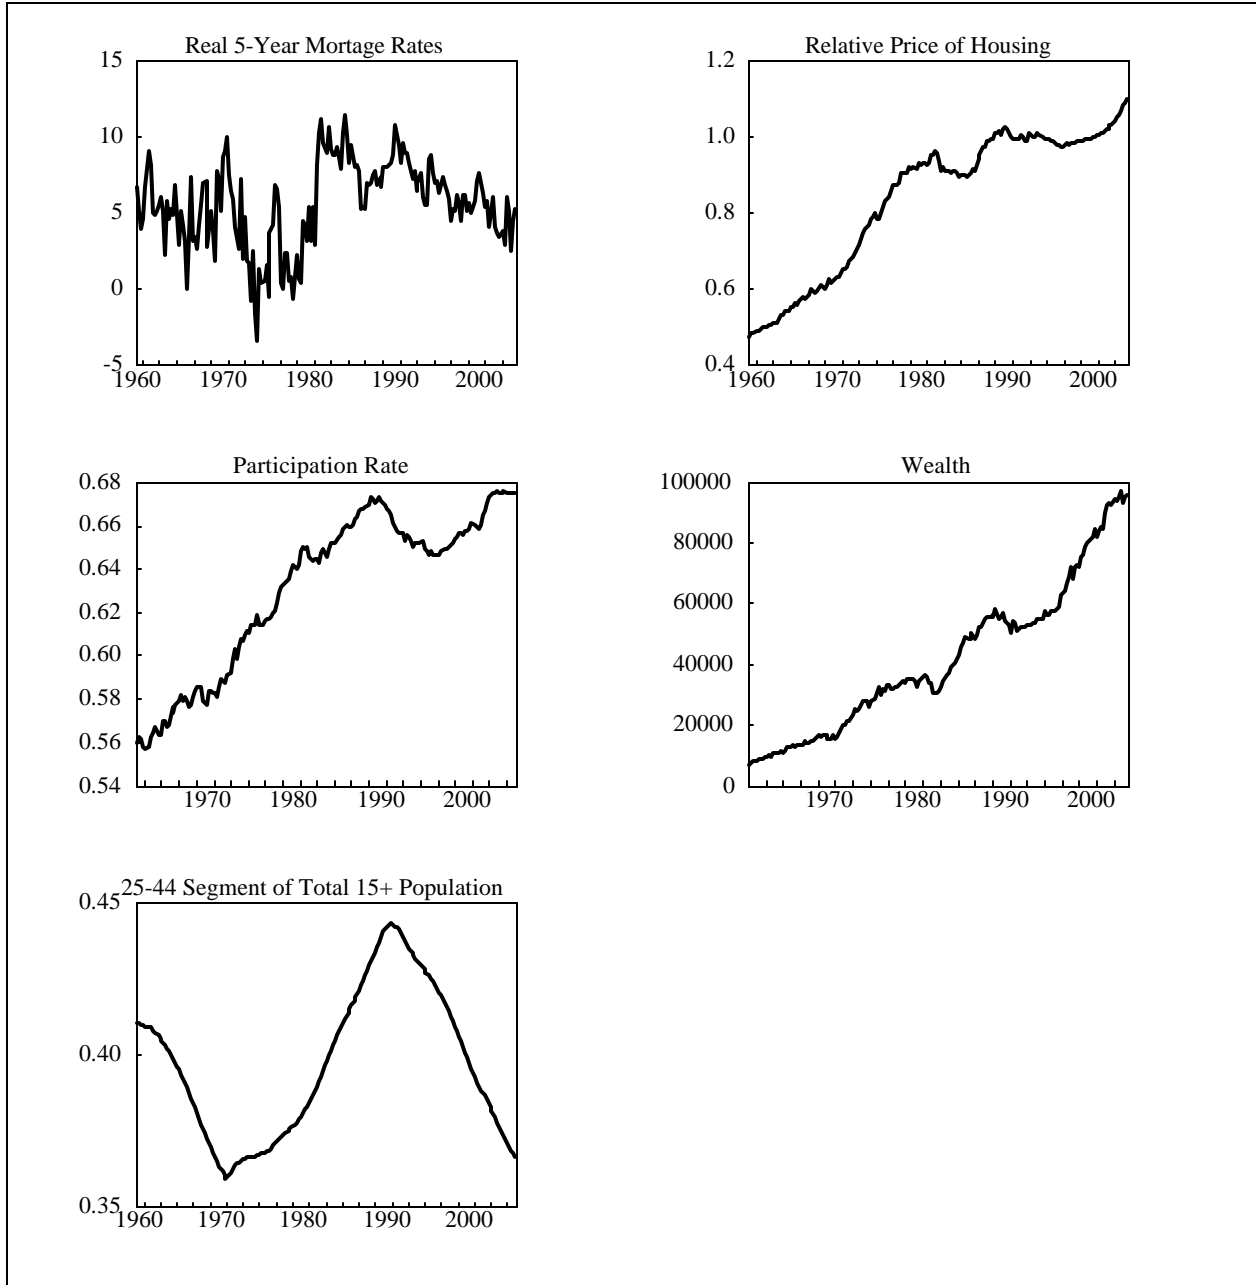 Real 5-Year Mortage Rates
15
10
5
0
-5
1960 1970 1980 1990 2000
Relative Price of Housing
1.2
1.0
0.8
0.6
0.4
1960 1970 1980 1990 2000
Participation Rate
0.68
0.66
0.64
0.62
0.60
0.58
0.56
0.54
1970 1980 1990 2000
Wealth
100000
80000
60000
40000
20000
0
1970 1980 1990 2000
25-44 Segment of Total 15+ Population
0.45
0.40
0.35
1960 1970 1980 1990 2000